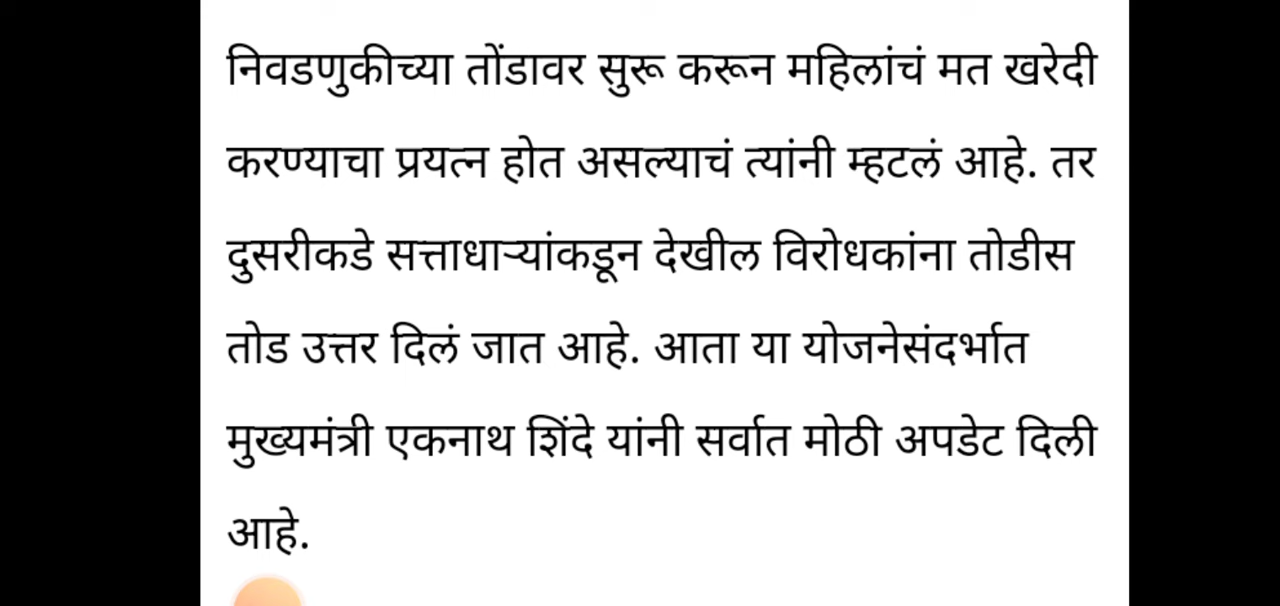 निवडणुकीच्या तोंडावर सुरू करून महिलांचं मत खरेदी
करण्याचा प्रयत्न होत असल्याचं त्यांनी म्हटलं आहे. तर
दुसरीकडे सत्ताधाऱ्यांकडून देखील विरोधकांना तोडीस
तोड उत्तर दिलं जात आहे. आता या योजनेसंदर्भात
मुख्यमंत्री एकनाथ शिंदे यांनी सर्वात मोठी अपडेट दिली
आहे.